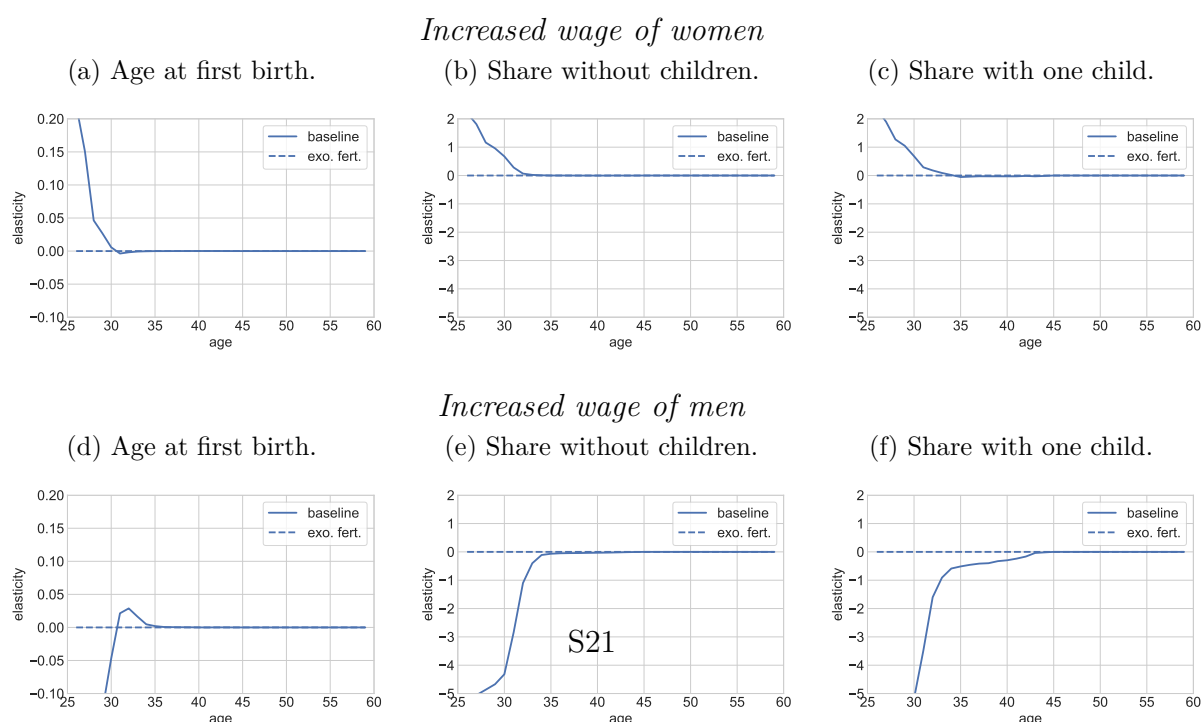 Increased wage of women
(a) Age at first birth.
(b) Share without children.
(c) Share with one child.
0.20
0.15
0.10
0.05
0.00
−0.05
−0.10
elasticity
baseline
exo. fert.
25 30 35 40 45 50 55 60
age
2
1
0
−1
−2
−3
−4
−5
elasticity
baseline
exo. fert.
25 30 35 40 45 50 55 60
age
2
1
0
−1
−2
−3
−4
−5
elasticity
baseline
exo. fert.
25 30 35 40 45 50 55 60
age
Increased wage of men
(d) Age at first birth.
(e) Share without children.
(f) Share with one child.
0.20
0.15
0.10
0.05
0.00
−0.05
−0.10
elasticity
baseline
exo. fert.
25 30 35 40 45 50 55 60
age
2
1
0
−1
−2
−3
−4
−5
elasticity
baseline
exo. fert.
S21
25 30 35 40 45 50 55 60
age
2
1
0
−1
−2
−3
−4
−5
elasticity
baseline
exo. fert.
25 30 35 40 45 50 55 60
age